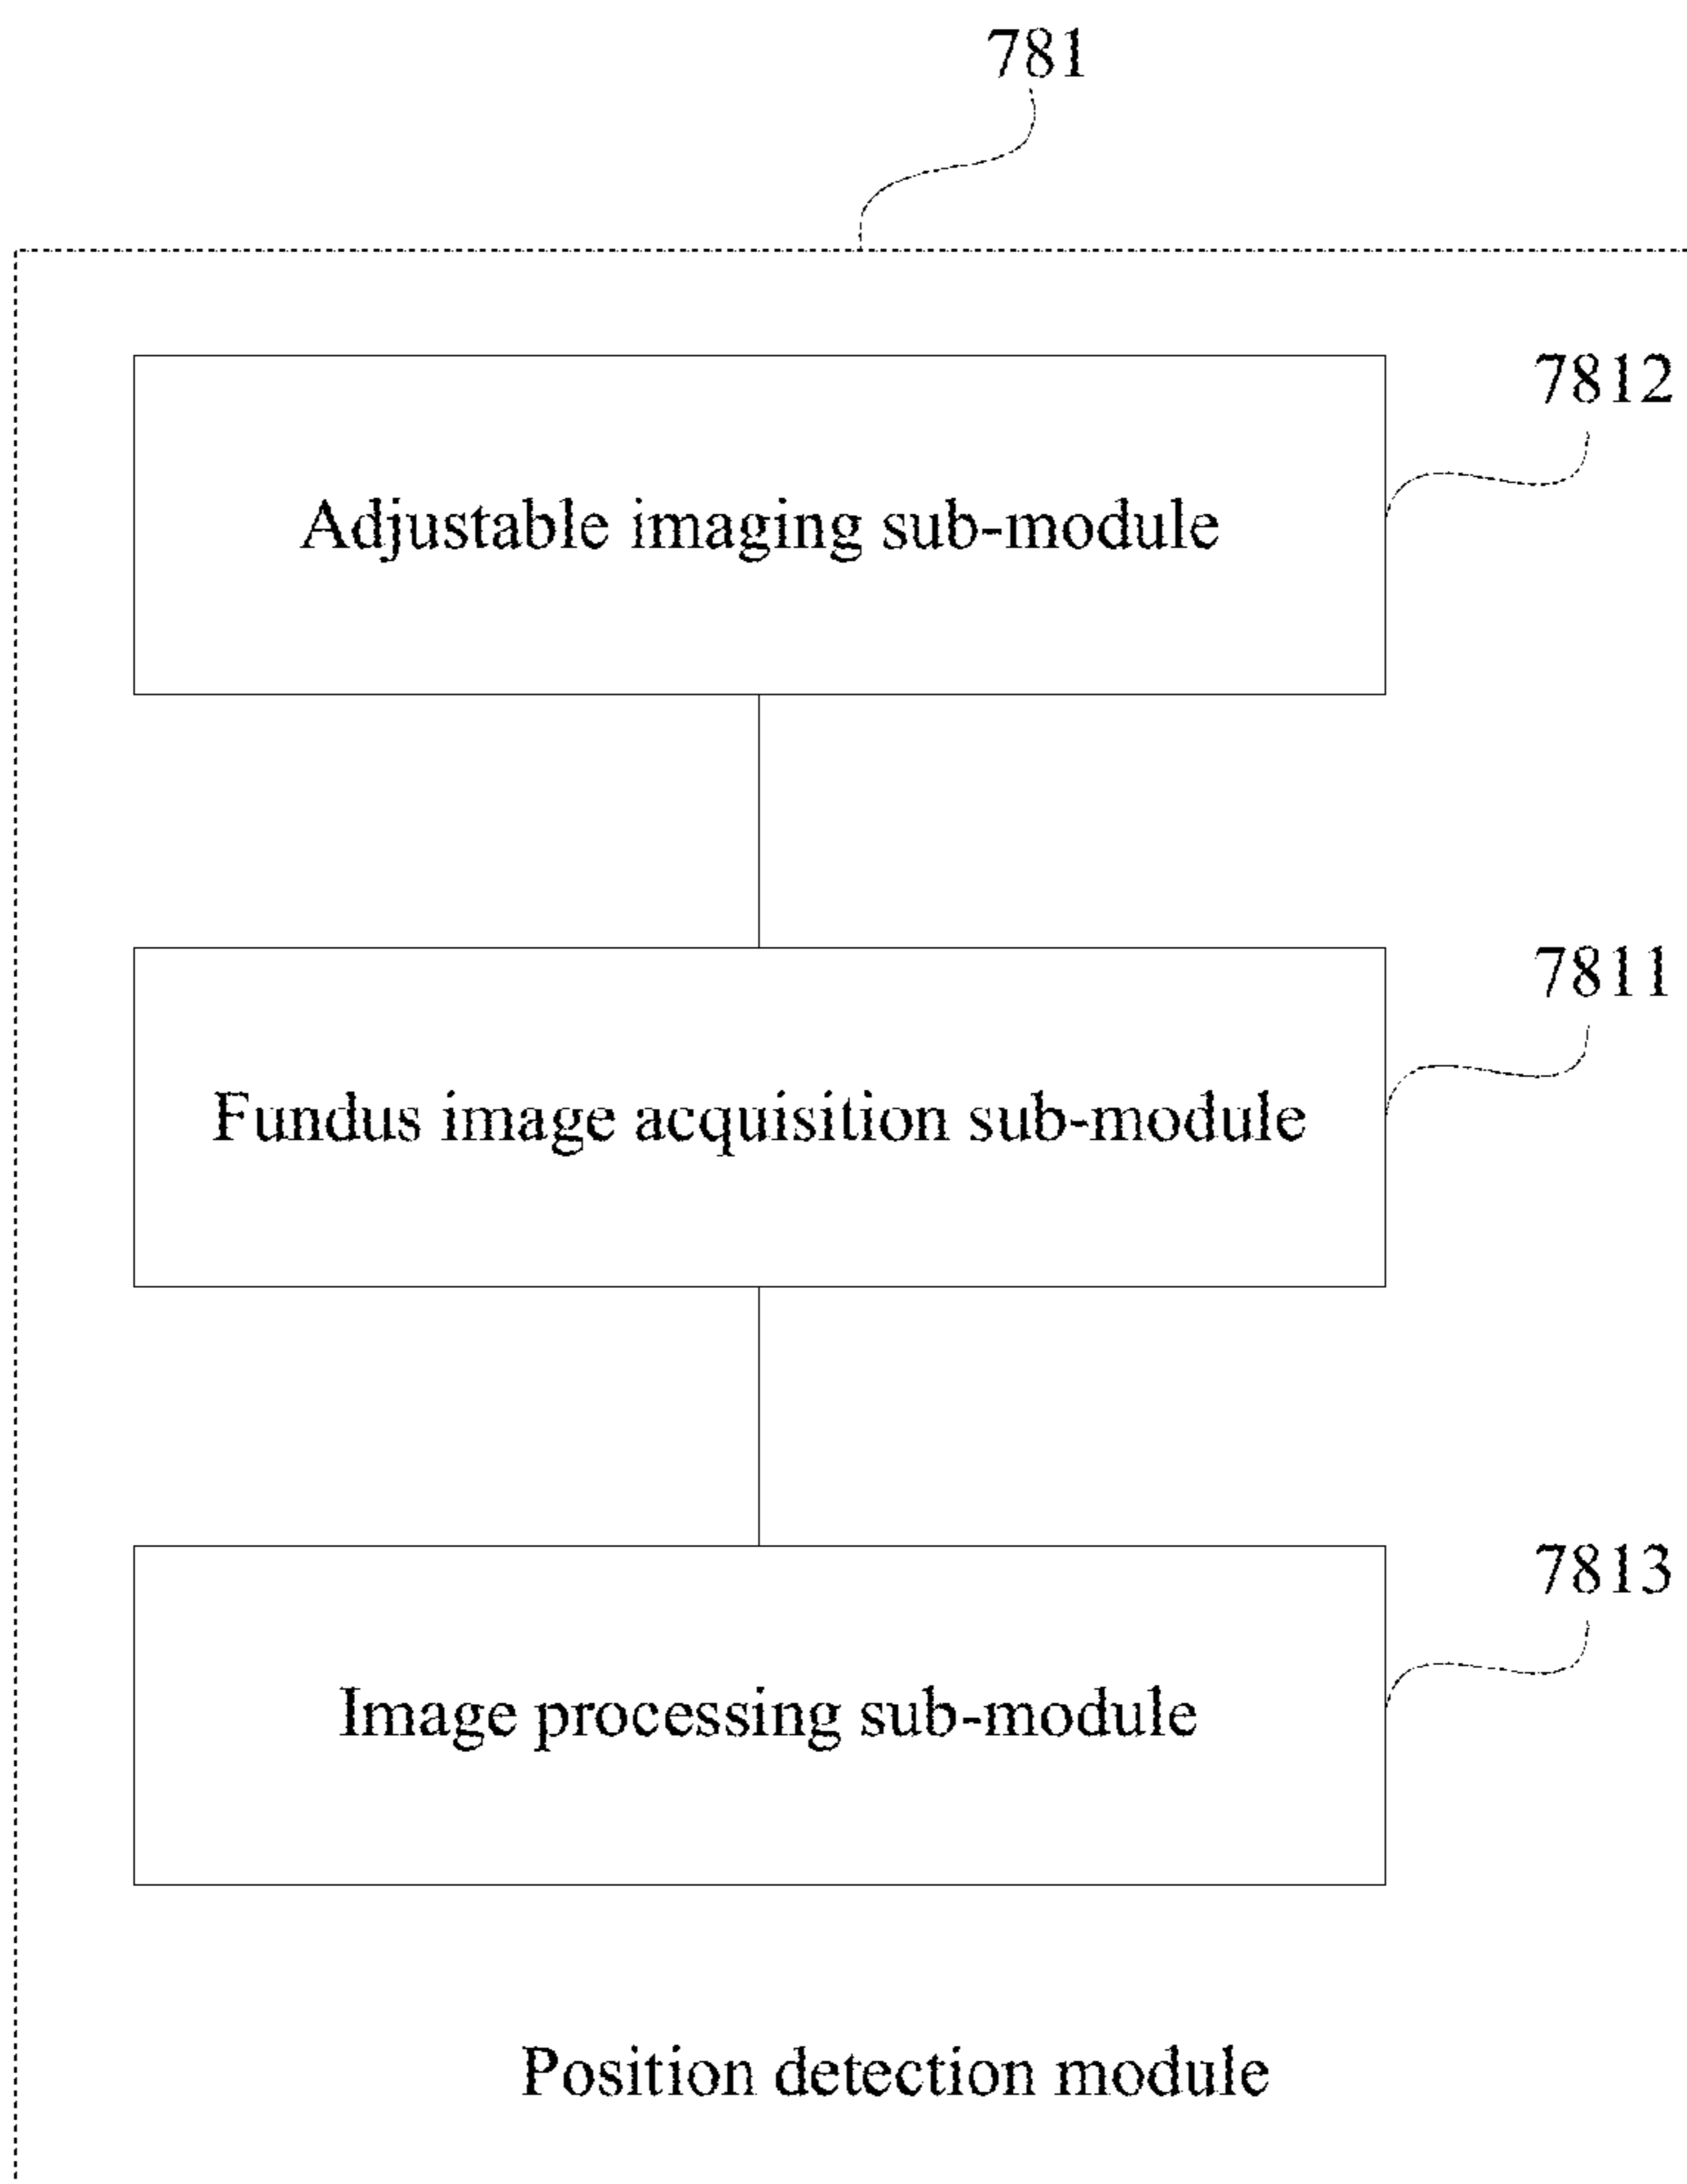 781
Adjustable imaging sub-module
7812
Fundus image acquisition sub-module
7811
Image processing sub-module
7813
Position detection module